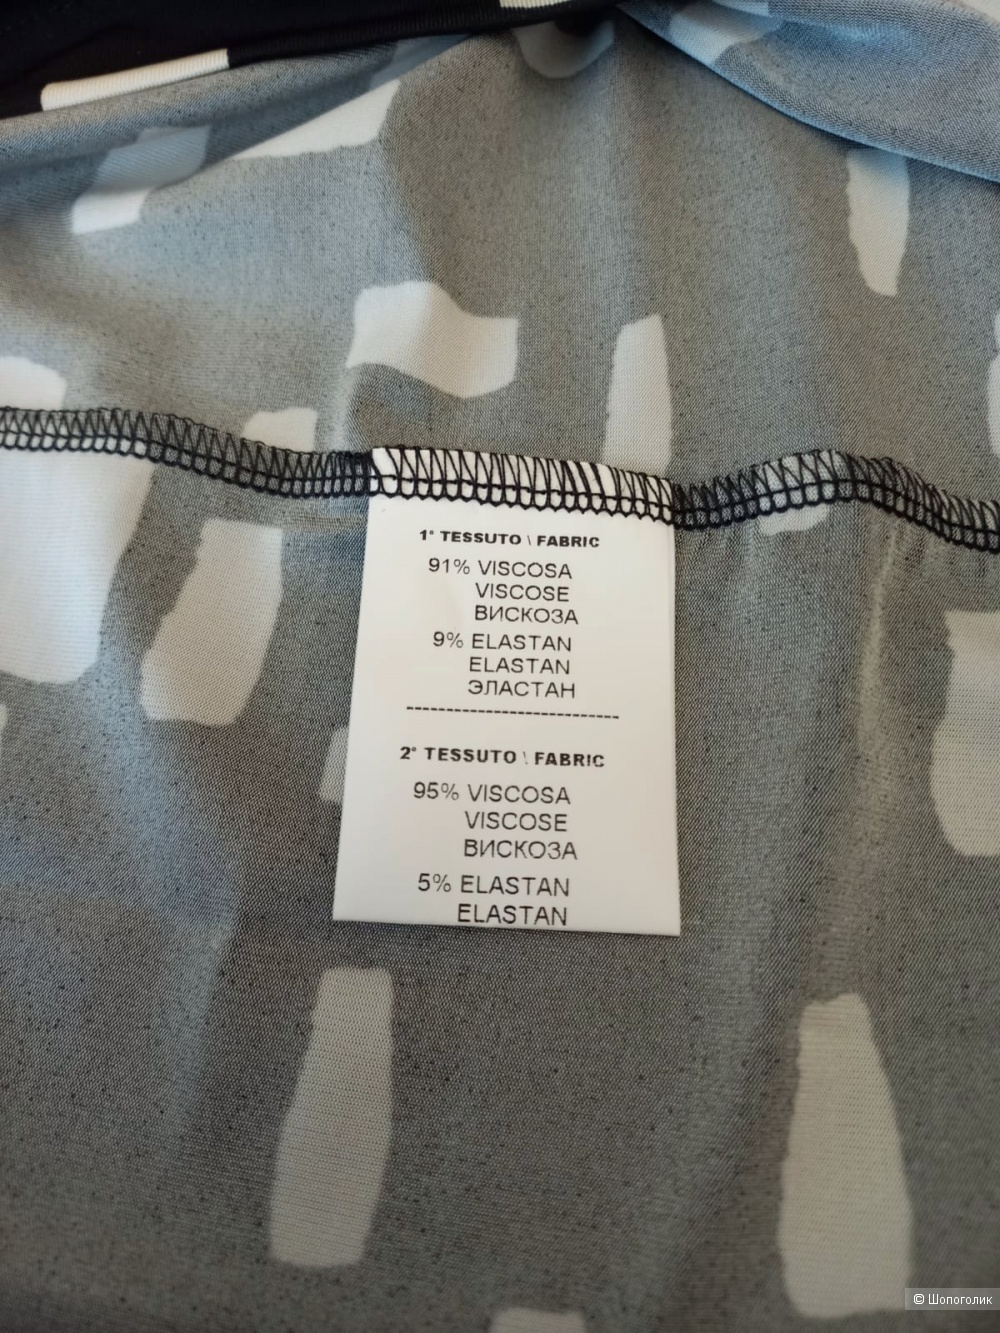 1° TESSUTO \ FABRIC
91% VISCOSA
VISCOSE
ВИСКОЗА
9% ELASTAN
ELASTAN
ЭЛАСТАН
---------------------------
2° TESSUTO \ FABRIC
95% VISCOSA
VISCOSE
ВИСКОЗА
5% ELASTAN
ELASTAN
© Шопоголик